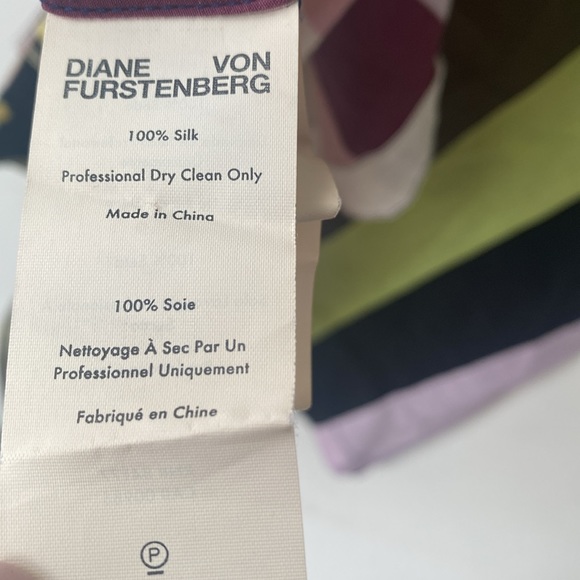 DIANE VON
FURSTENBERG
100% Silk
Professional Dry Clean Only
Made in China
100% Soie
Nettoyage À Sec Par Un
Professionnel Uniquement
Fabriqué en Chine
P